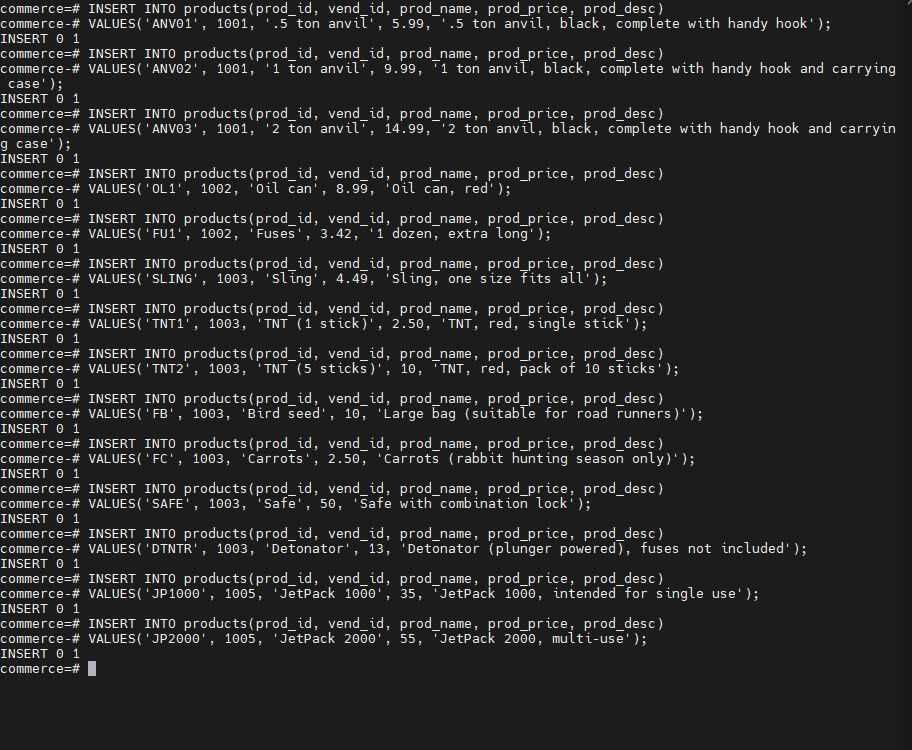 commerce=# INSERT INTO products(prod_id, vend_id, prod_name, prod_price, prod_desc)
commerce-# VALUES('ANV01', 1001, '.5 ton anvil', 5.99, '.5 ton anvil, black, complete with handy hook');
INSERT 0 1
commerce=# INSERT INTO products(prod_id, vend_id, prod_name, prod_price, prod_desc)
commerce-# VALUES('ANV02', 1001, '1 ton anvil', 9.99, '1 ton anvil, black, complete with handy hook and carrying
 case');
INSERT 0 1
commerce=# INSERT INTO products(prod_id, vend_id, prod_name, prod_price, prod_desc)
commerce-# VALUES('ANV03', 1001, '2 ton anvil', 14.99, '2 ton anvil, black, complete with handy hook and carryin
g case');
INSERT 0 1
commerce=# INSERT INTO products(prod_id, vend_id, prod_name, prod_price, prod_desc)
commerce-# VALUES('OL1', 1002, 'Oil can', 8.99, 'Oil can, red');
INSERT 0 1
commerce=# INSERT INTO products(prod_id, vend_id, prod_name, prod_price, prod_desc)
commerce-# VALUES('FU1', 1002, 'Fuses', 3.42, '1 dozen, extra long');
INSERT 0 1
commerce=# INSERT INTO products(prod_id, vend_id, prod_name, prod_price, prod_desc)
commerce-# VALUES('SLING', 1003, 'Sling', 4.49, 'Sling, one size fits all');
INSERT 0 1
commerce=# INSERT INTO products(prod_id, vend_id, prod_name, prod_price, prod_desc)
commerce-# VALUES('TNT1', 1003, 'TNT (1 stick)', 2.50, 'TNT, red, single stick');
INSERT 0 1
commerce=# INSERT INTO products(prod_id, vend_id, prod_name, prod_price, prod_desc)
commerce-# VALUES('TNT2', 1003, 'TNT (5 sticks)', 10, 'TNT, red, pack of 10 sticks');
INSERT 0 1
commerce=# INSERT INTO products(prod_id, vend_id, prod_name, prod_price, prod_desc)
commerce-# VALUES('FB', 1003, 'Bird seed', 10, 'Large bag (suitable for road runners)');
INSERT 0 1
commerce=# INSERT INTO products(prod_id, vend_id, prod_name, prod_price, prod_desc)
commerce-# VALUES('FC', 1003, 'Carrots', 2.50, 'Carrots (rabbit hunting season only)');
INSERT 0 1
commerce=# INSERT INTO products(prod_id, vend_id, prod_name, prod_price, prod_desc)
commerce-# VALUES('SAFE', 1003, 'Safe', 50, 'Safe with combination lock');
INSERT 0 1
commerce=# INSERT INTO products(prod_id, vend_id, prod_name, prod_price, prod_desc)
commerce-# VALUES('DTNTR', 1003, 'Detonator', 13, 'Detonator (plunger powered), fuses not included');
INSERT 0 1
commerce=# INSERT INTO products(prod_id, vend_id, prod_name, prod_price, prod_desc)
commerce-# VALUES('JP1000', 1005, 'JetPack 1000', 35, 'JetPack 1000, intended for single use');
INSERT 0 1
commerce=# INSERT INTO products(prod_id, vend_id, prod_name, prod_price, prod_desc)
commerce-# VALUES('JP2000', 1005, 'JetPack 2000', 55, 'JetPack 2000, multi-use');
INSERT 0 1
commerce=#